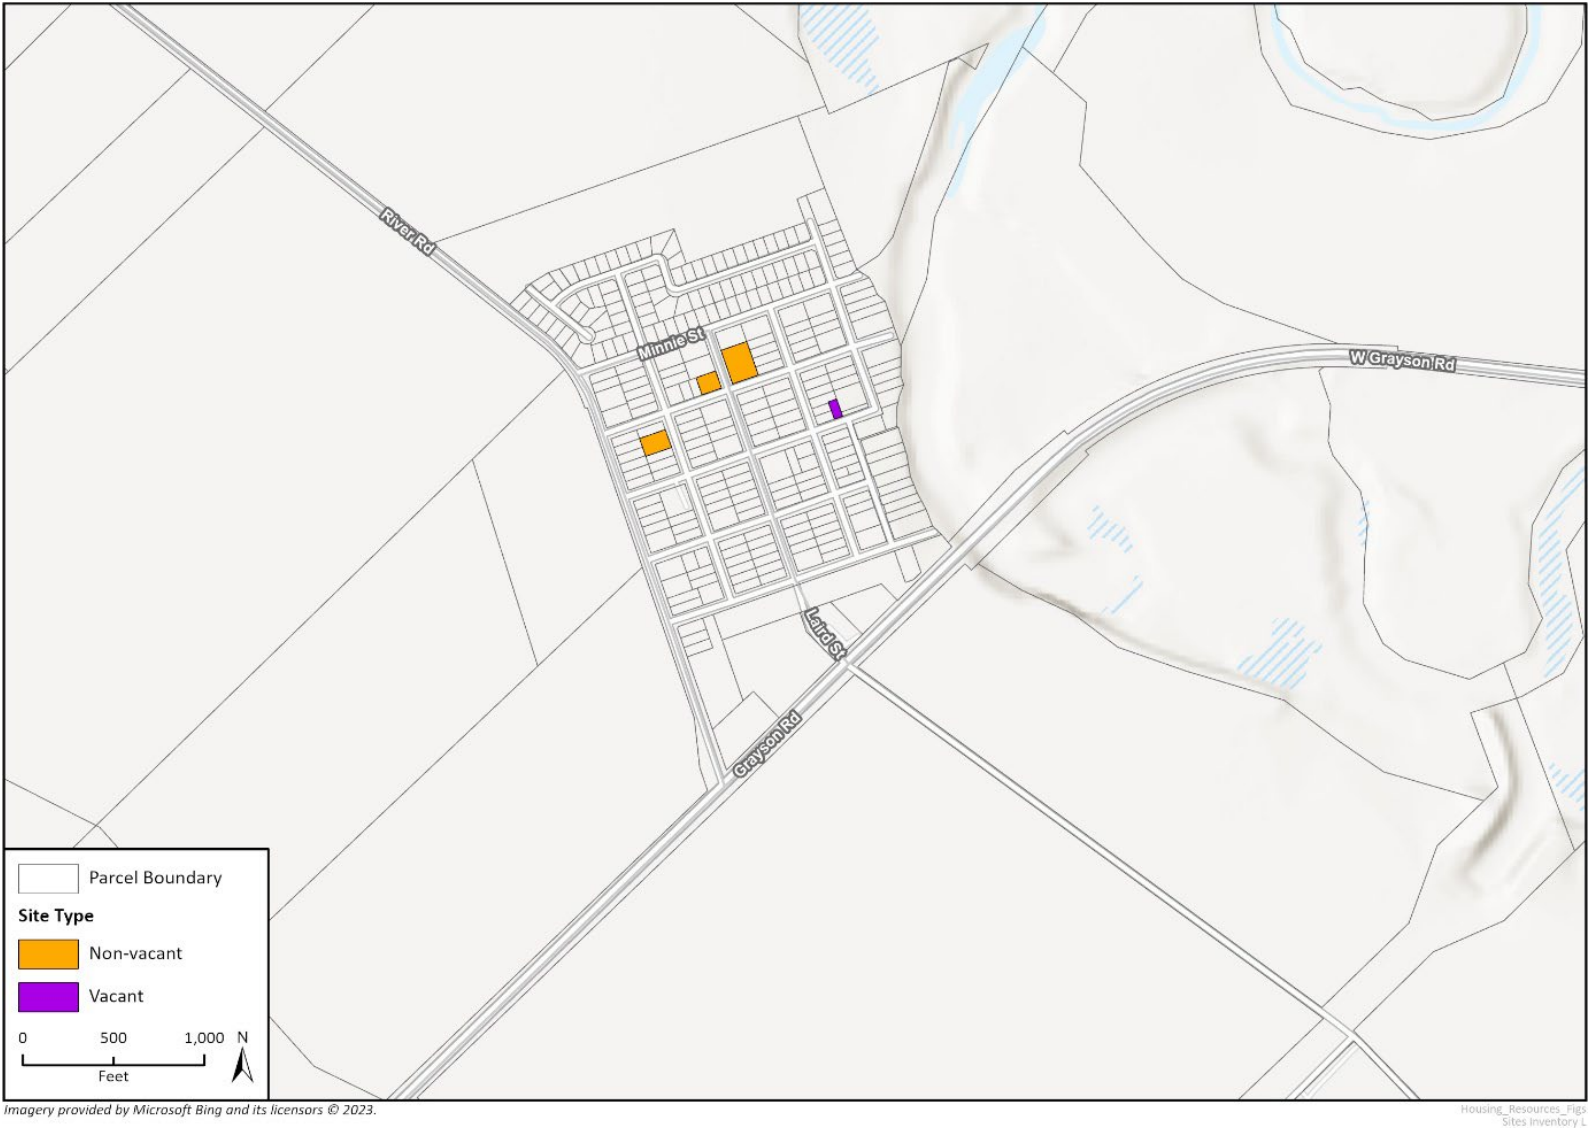 River Rd
Minnie St
W Grayson Rd
Laird St
Grayson Rd
Parcel Boundary
Site Type
Non-vacant
Vacant
0 500 1,000 N
Feet
Imagery provided by Microsoft Bing and its licensors © 2023.
Housing_Resources_Figs
Sites Inventory L